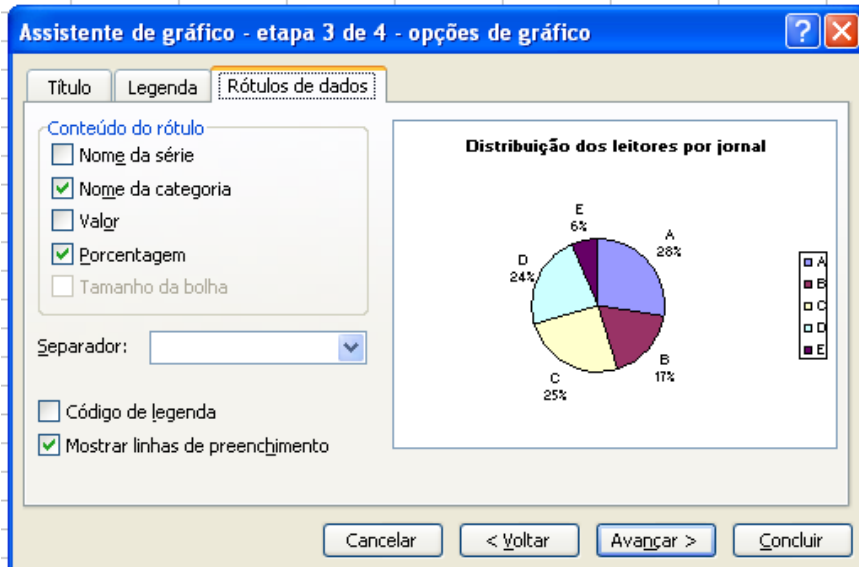 Assistente de gráfico - etapa 3 de 4 - opções de gráfico
Título Legenda Rótulos de dados
Conteúdo do rótulo
Nome da série
Nome da categoria
Valor
Porcentagem
Tamanho da bolha
Separador:
Código de legenda
Mostrar linhas de preenchimento
Distribuição dos leitores por jornal
E
6%
A
28%
D
24%
B
17%
C
25%
A
B
C
D
E
Cancelar < Voltar Avançar > Concluir